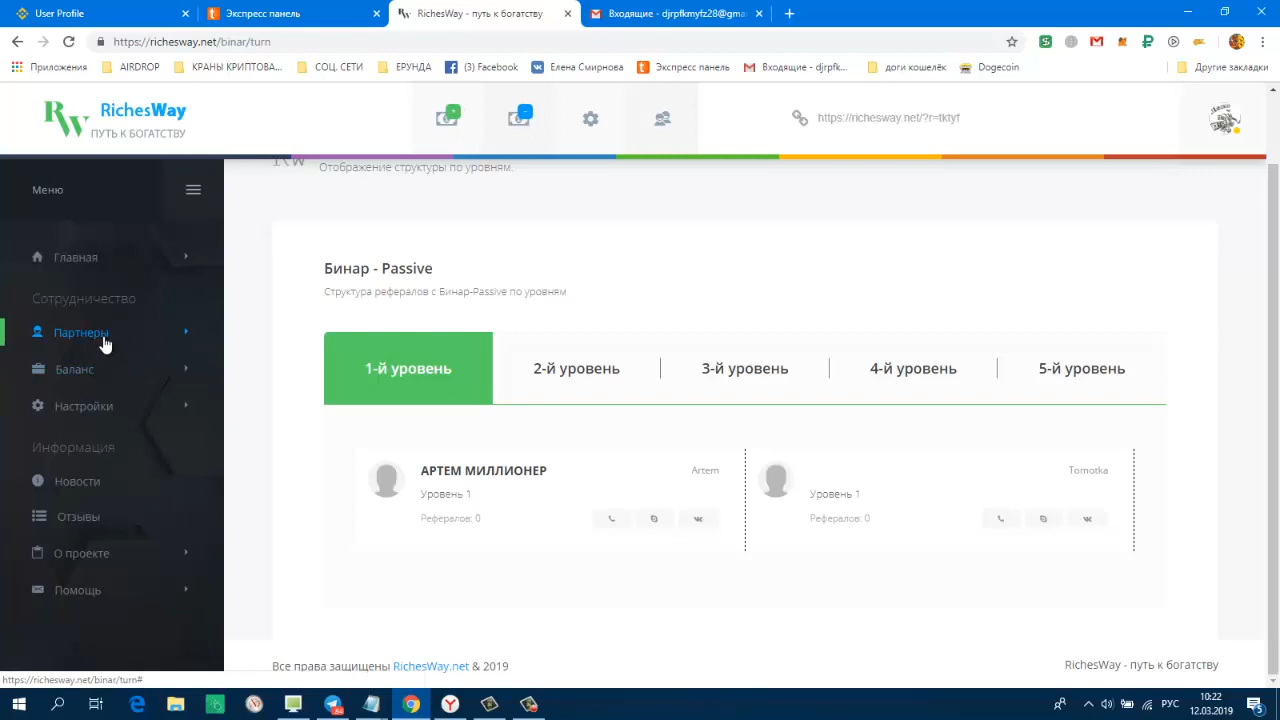 User Profile
Экспресс панель
RichesWay - путь к богатству
Входящие - djrpfkmyfz28@gma
https://richesway.net/binar/turn
Приложения
AIRDROP
КРАНЫ КРИПТОВА...
СОЦ. СЕТИ
ЕРУНДА
(3) Facebook
Елена Смирнова
Экспресс панель
Входящие - djrpfk...
доги кошелёк
Dogecoin
Другие закладки
RichesWay
ПУТЬ К БОГАТСТВУ
https://richesway.net/?r=tktyf
Отображение структуры по уровням.
Меню
Главная
Сотрудничество
Партнеры
Баланс
Настройки
Информация
Новости
Отзывы
О проекте
Помощь
Бинар - Passive
Структура рефералов с Бинар-Passive по уровням
1-й уровень
2-й уровень
3-й уровень
4-й уровень
5-й уровень
АРТЕМ МИЛЛИОНЕР
Artem
Уровень 1
Рефералов: 0
Tomotka
Уровень 1
Рефералов: 0
Все права защищены RichesWay.net & 2019
RichesWay - путь к богатству
https://richesway.net/binar/turn#
84
РУС
10:22
12.03.2019